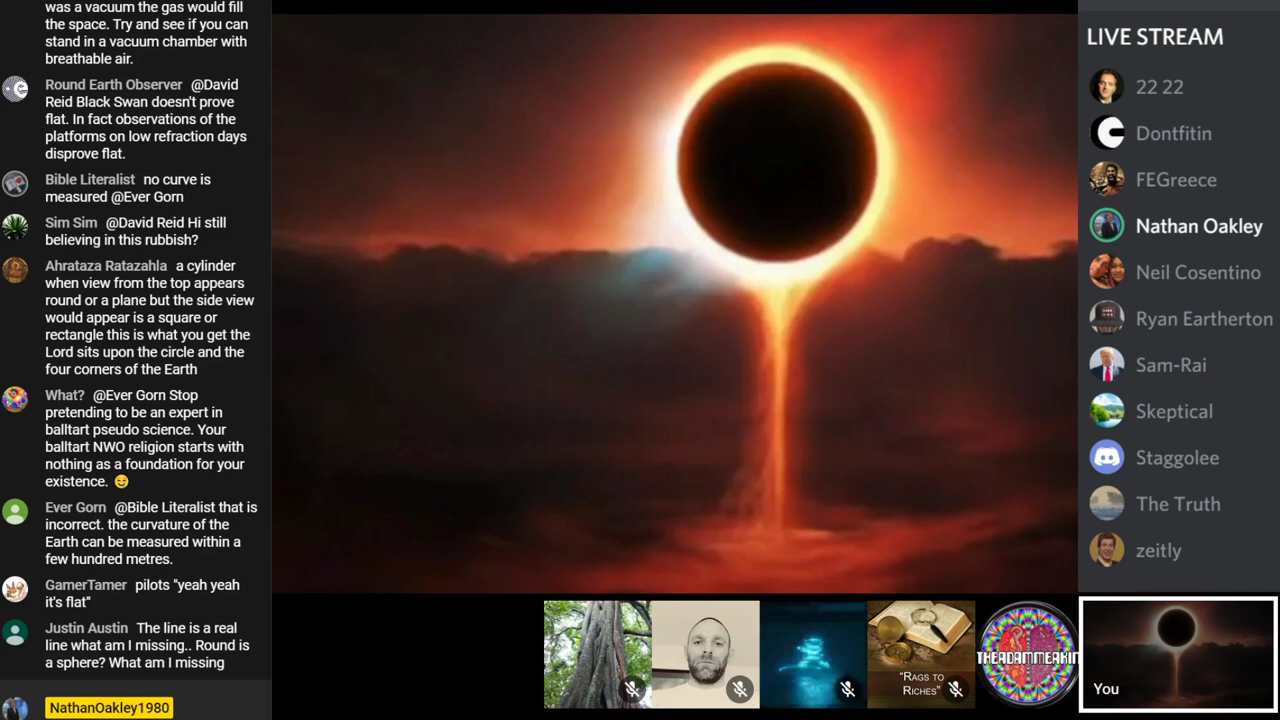 was a vacuum the gas would fill
the space. Try and see if you can
stand in a vacuum chamber with
breathable air.
Round Earth Observer @David
Reid Black Swan doesn't prove
flat. In fact observations of the
platforms on low refraction days
disprove flat.
Bible Literalist no curve is
measured @Ever Gorn
Sim Sim @David Reid Hi still
believing in this rubbish?
Ahrataza Ratazahla a cylinder
when view from the top appears
round or a plane but the side view
would appear is a square or
rectangle this is what you get the
Lord sits upon the circle and the
four corners of the Earth
What? @Ever Gorn Stop
pretending to be an expert in
balltart pseudo science. Your
balltart NWO religion starts with
nothing as a foundation for your
existence. 😊
Ever Gorn @Bible Literalist that is
incorrect. the curvature of the
Earth can be measured within a
few hundred metres.
GamerTamer pilots "yeah yeah
it's flat"
Justin Austin The line is a real
line what am I missing.. Round is
a sphere? What am I missing
NathanOakley1980
"RAGS TO
RICHES"
THEADAMMEAKIN
You
LIVE STREAM
22 22
Dontfitin
FEGreece
Nathan Oakley
Neil Cosentino
Ryan Eartherton
Sam-Rai
Skeptical
Staggolee
The Truth
zeitly